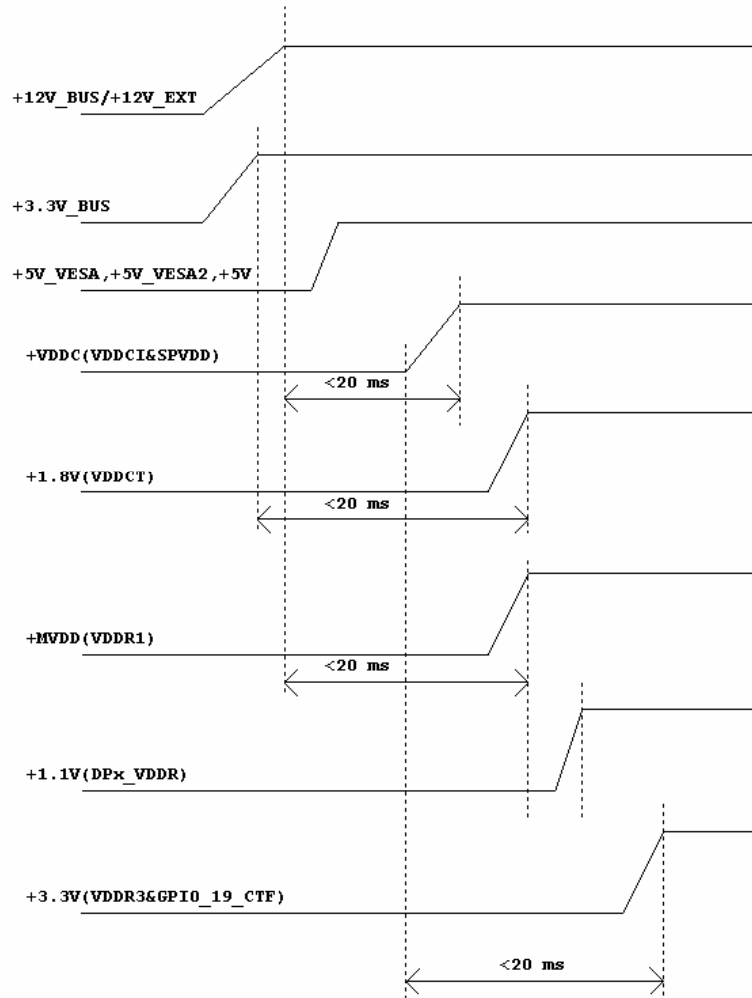 +12V_BUS/+12V_EXT
+3.3V_BUS
+5V_VESA,+5V_VESA2,+5V
+VDDC(VDDCI&SPVDD)
<20 ms
+1.8V(VDDCT)
<20 ms
+MVDD(VDDR1)
<20 ms
+1.1V(DPx_VDDR)
+3.3V(VDDR3&GPIO_19_CTF)
<20 ms